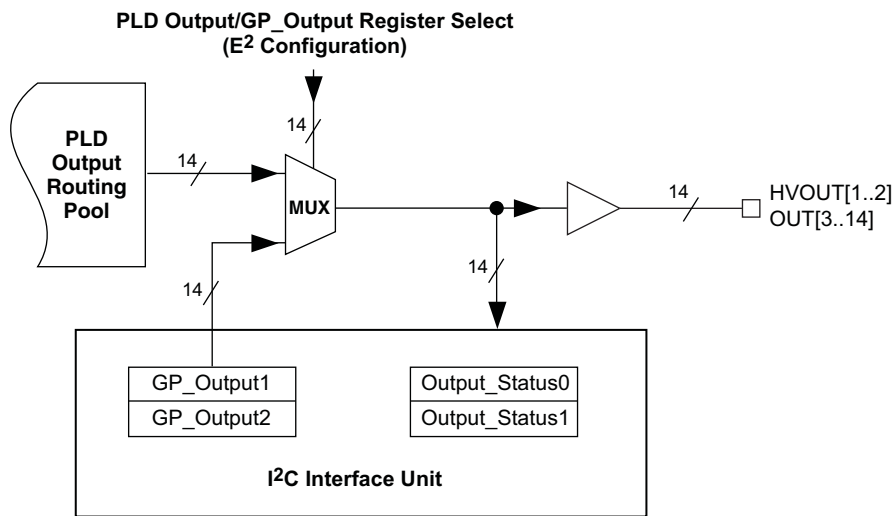 PLD Output/GP_Output Register Select
(E2 Configuration)
14
PLD
Output
Routing
Pool
14
MUX
14
HVOUT[1..2]
OUT[3..14]
14
14
GP_Output1
GP_Output2
Output_Status0
Output_Status1
I2C Interface Unit